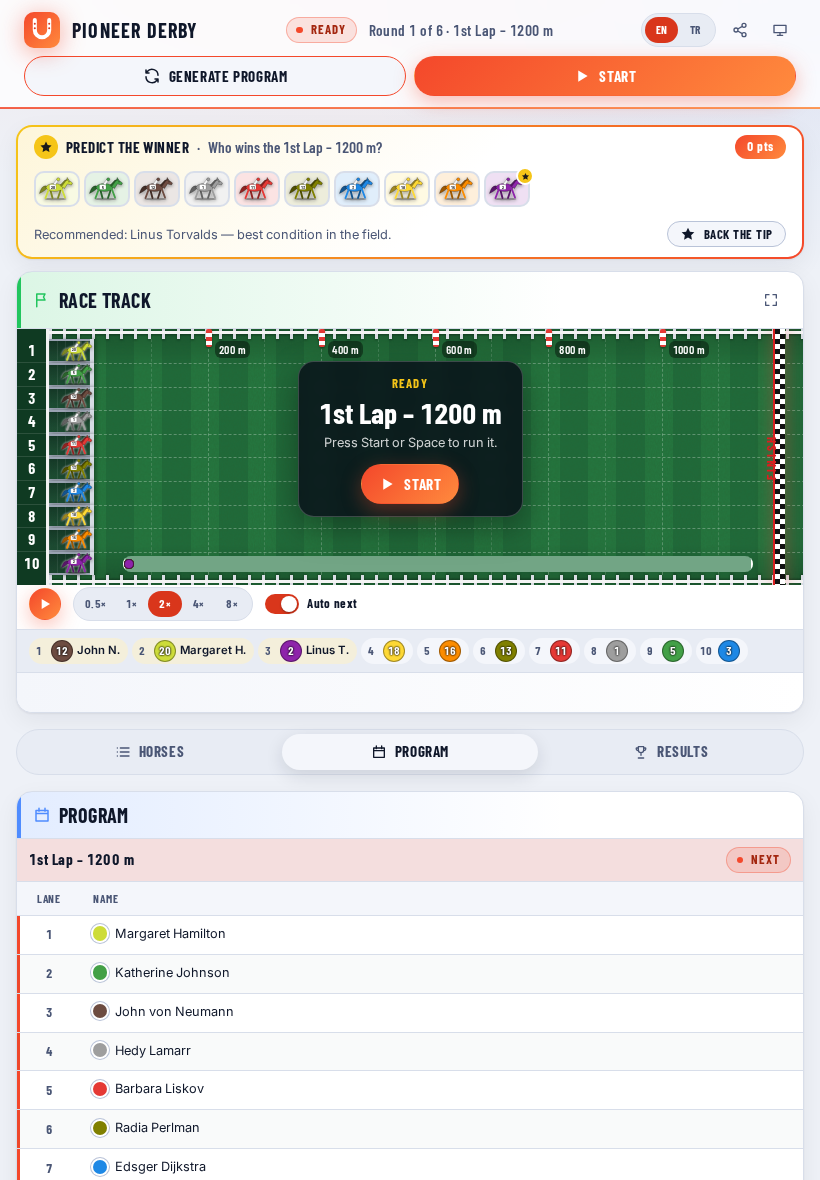 PIONEER DERBY
READY
Round 1 of 6 · 1st Lap – 1200 m
EN
TR
GENERATE PROGRAM
START
PREDICT THE WINNER · Who wins the 1st Lap – 1200 m?
0 pts
Recommended: Linus Torvalds — best condition in the field.
BACK THE TIP
RACE TRACK
200 m
400 m
600 m
800 m
1000 m
1
2
3
4
5
6
7
8
9
10
READY
1st Lap – 1200 m
Press Start or Space to run it.
START
0.5×
1×
2×
4×
8×
Auto next
1 12 John N.
2 20 Margaret H.
3 2 Linus T.
4 18
5 16
6 13
7 11
8 1
9 5
10 3
HORSES
PROGRAM
RESULTS
PROGRAM
1st Lap – 1200 m
NEXT
LANE NAME
1 Margaret Hamilton
2 Katherine Johnson
3 John von Neumann
4 Hedy Lamarr
5 Barbara Liskov
6 Radia Perlman
7 Edsger Dijkstra